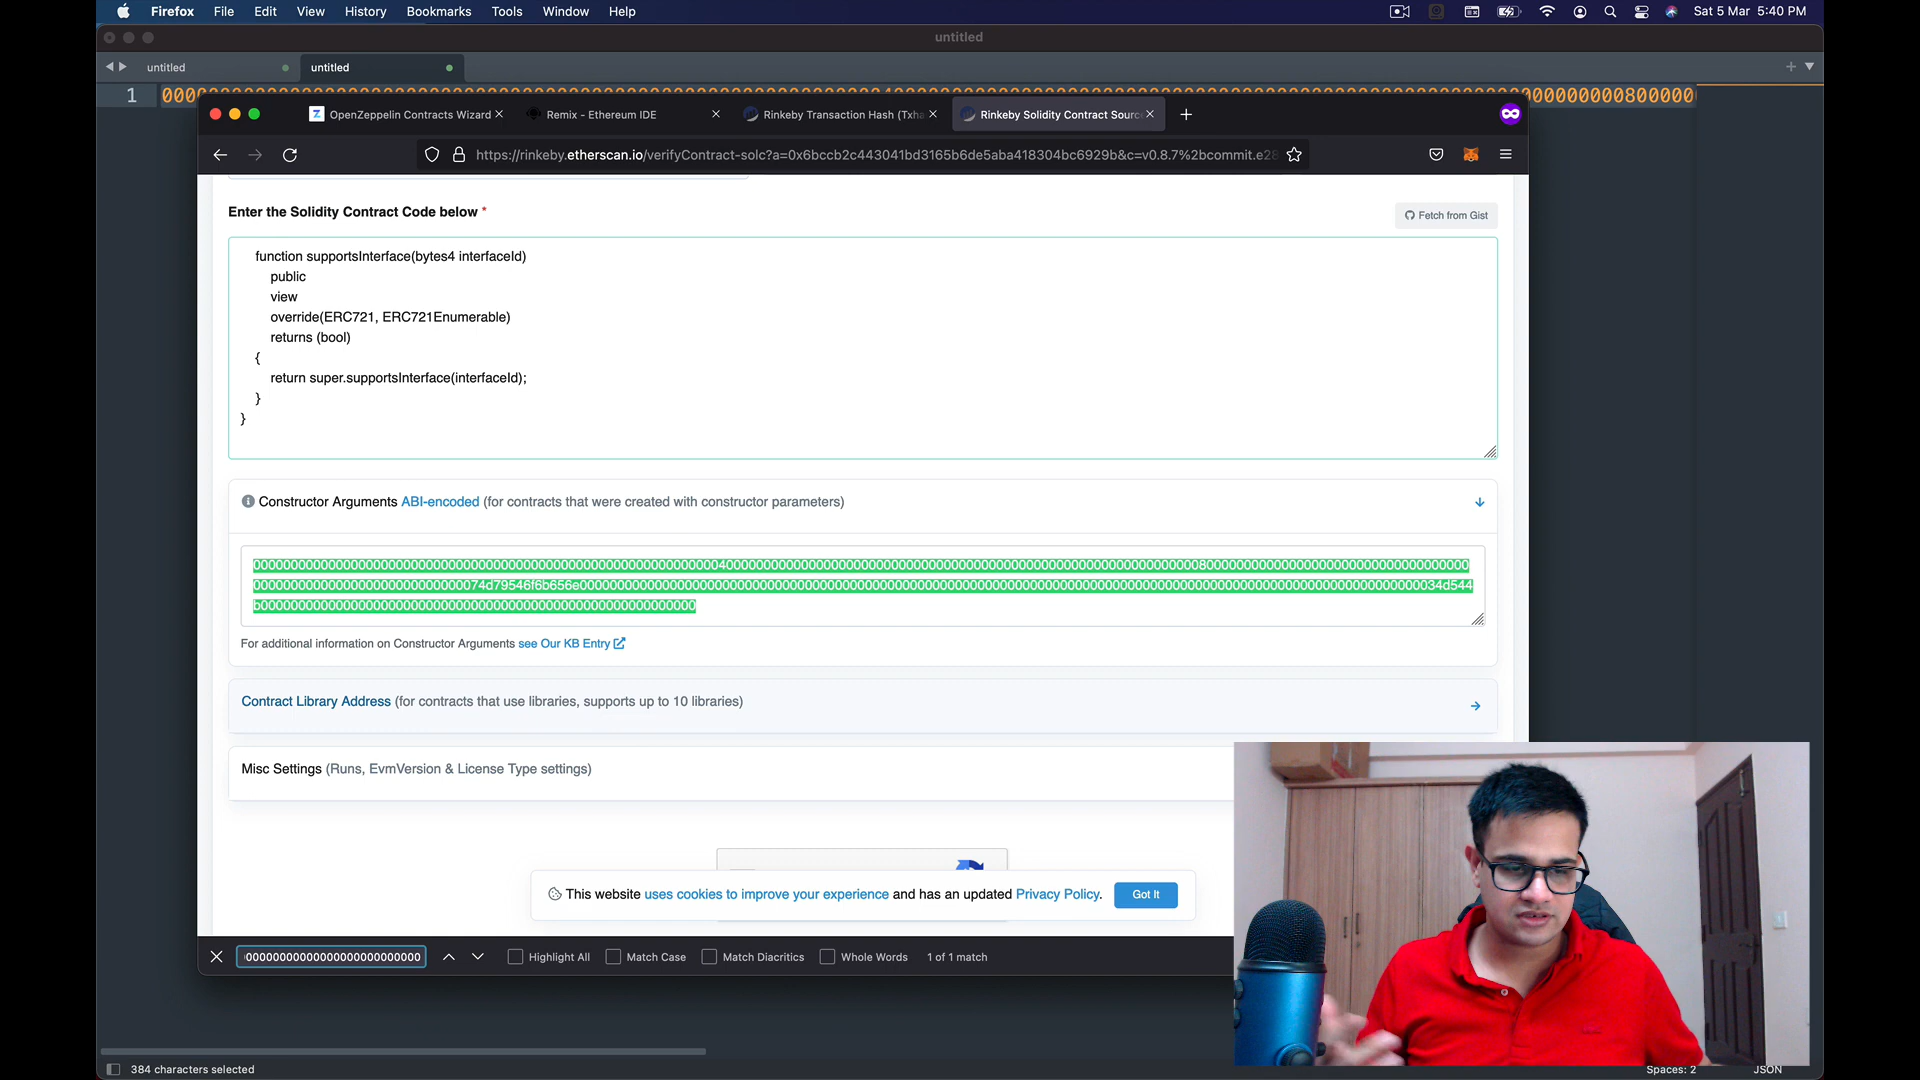 Firefox File Edit View History Bookmarks Tools Window Help
Sat 5 Mar 5:40 PM
untitled
untitled
untitled
1
OpenZeppelin Contracts Wizard
Remix - Ethereum IDE
Rinkeby Transaction Hash (Txha
Rinkeby Solidity Contract Sourc
https://rinkeby.etherscan.io/verifyContract-solc?a=0x6bccb2c443041bd3165b6de5aba418304bc6929b&c=v0.8.7%2bcommit.e28
Enter the Solidity Contract Code below *
Fetch from Gist
function supportsInterface(bytes4 interfaceId)
public
view
override(ERC721, ERC721Enumerable)
returns (bool)
{
return super.supportsInterface(interfaceId);
}
}
Constructor Arguments ABI-encoded (for contracts that were created with constructor parameters)
For additional information on Constructor Arguments see Our KB Entry
Contract Library Address (for contracts that use libraries, supports up to 10 libraries)
Misc Settings (Runs, EvmVersion & License Type settings)
This website uses cookies to improve your experience and has an updated Privacy Policy.
Got It
Highlight All
Match Case
Match Diacritics
Whole Words
1 of 1 match
384 characters selected
Spaces: 2
JSON